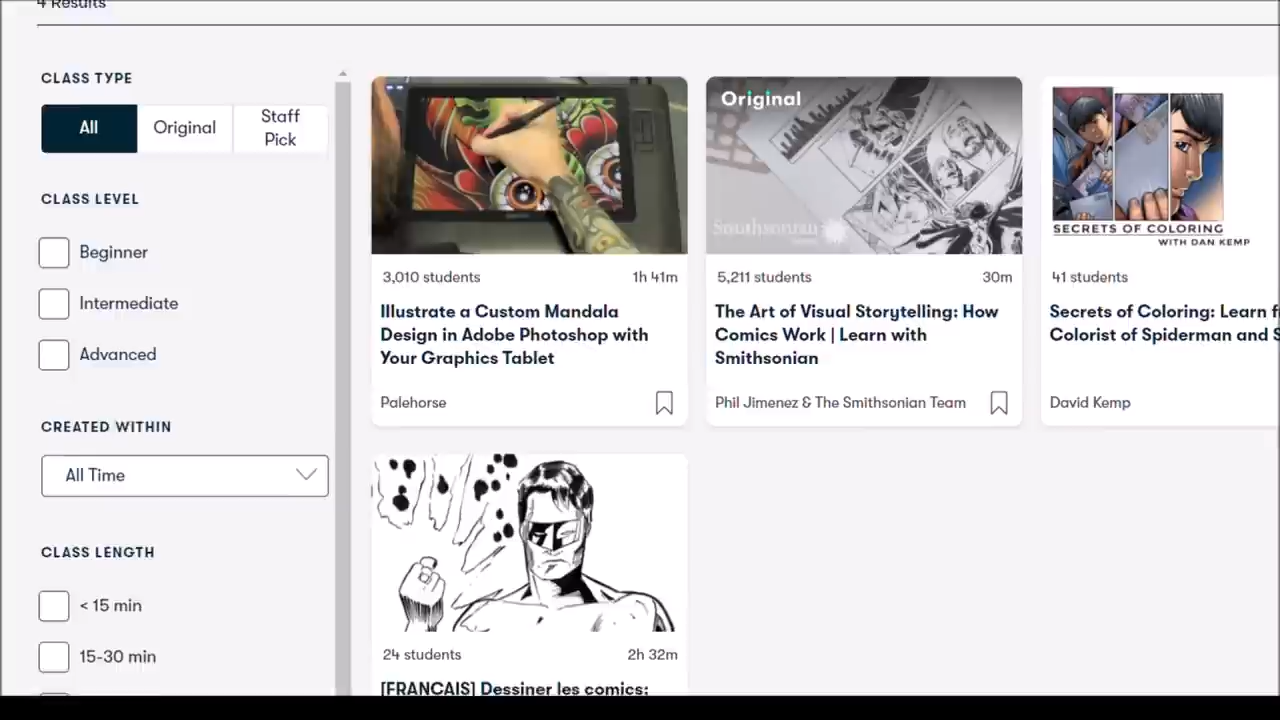 4 Results
CLASS TYPE
All
Original
Staff
Pick
CLASS LEVEL
Beginner
Intermediate
Advanced
CREATED WITHIN
All Time
CLASS LENGTH
< 15 min
15-30 min
3,010 students
1h 41m
Illustrate a Custom Mandala
Design in Adobe Photoshop with
Your Graphics Tablet
Palehorse
Original
Smithsonian
5,211 students
30m
The Art of Visual Storytelling: How
Comics Work | Learn with
Smithsonian
Phil Jimenez & The Smithsonian Team
SECRETS OF COLORING
WITH DAN KEMP
41 students
Secrets of Coloring: Learn
Colorist of Spiderman and
David Kemp
24 students
2h 32m
[FRANCAIS] Dessiner les comics: